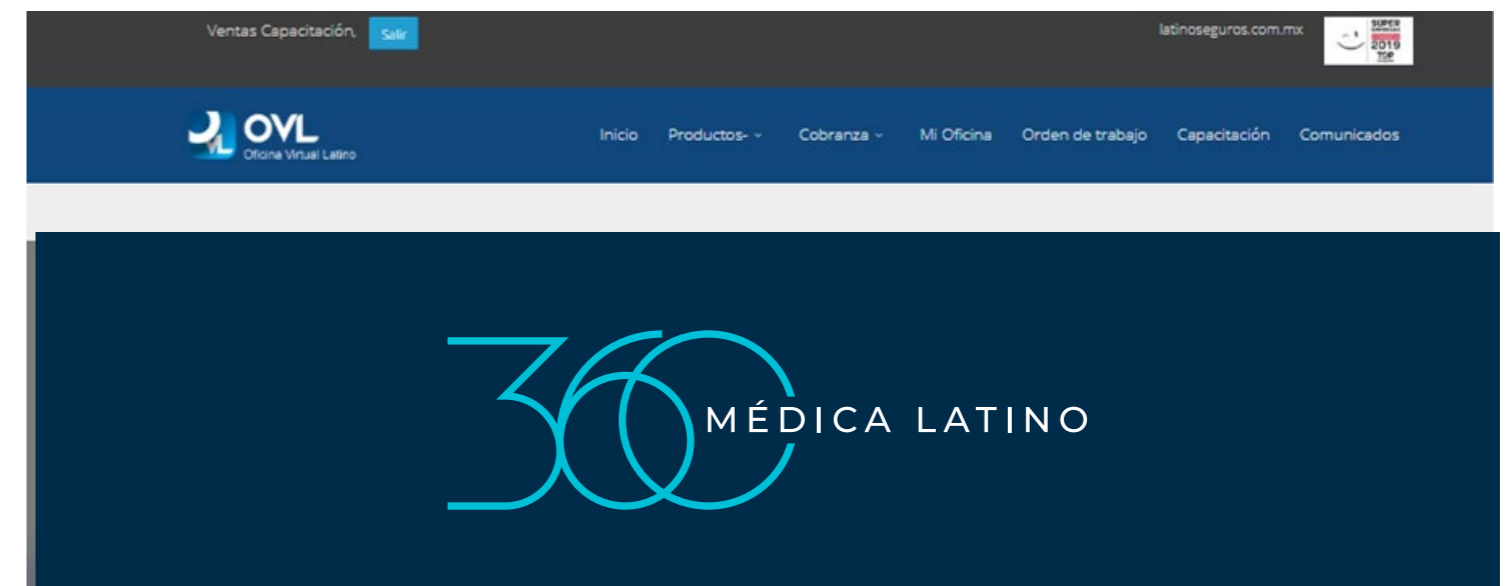 Ventas Capacitación, Salir latinoseguros.com.mx
SÚPER
2019
TOP
OVL
Oficina Virtual Latino
Inicio Productos- Cobranza Mi Oficina Orden de trabajo Capacitación Comunicados
360 MÉDICA LATINO